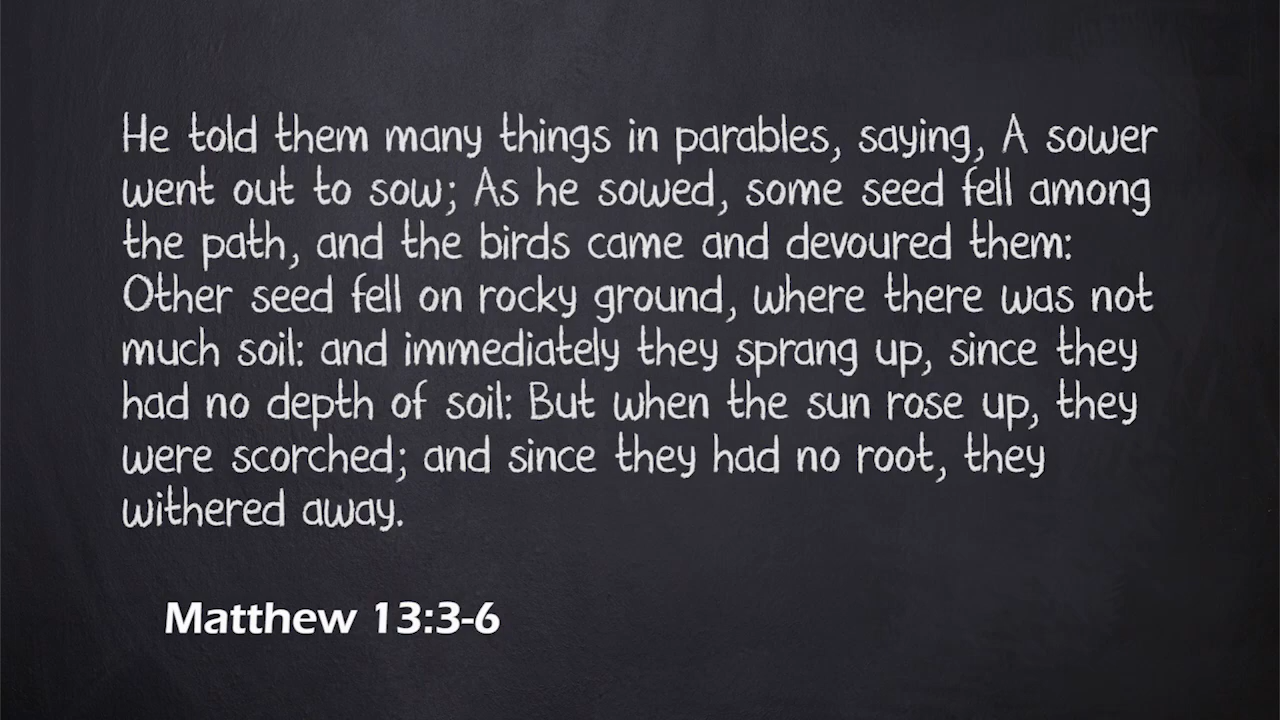 He told them many things in parables, saying, A sower
went out to sow; As he sowed, some seed fell among
the path, and the birds came and devoured them:
Other seed fell on rocky ground, where there was not
much soil: and immediately they sprang up, since they
had no depth of soil: But when the sun rose up, they
were scorched; and since they had no root, they
withered away.
Matthew 13:3-6